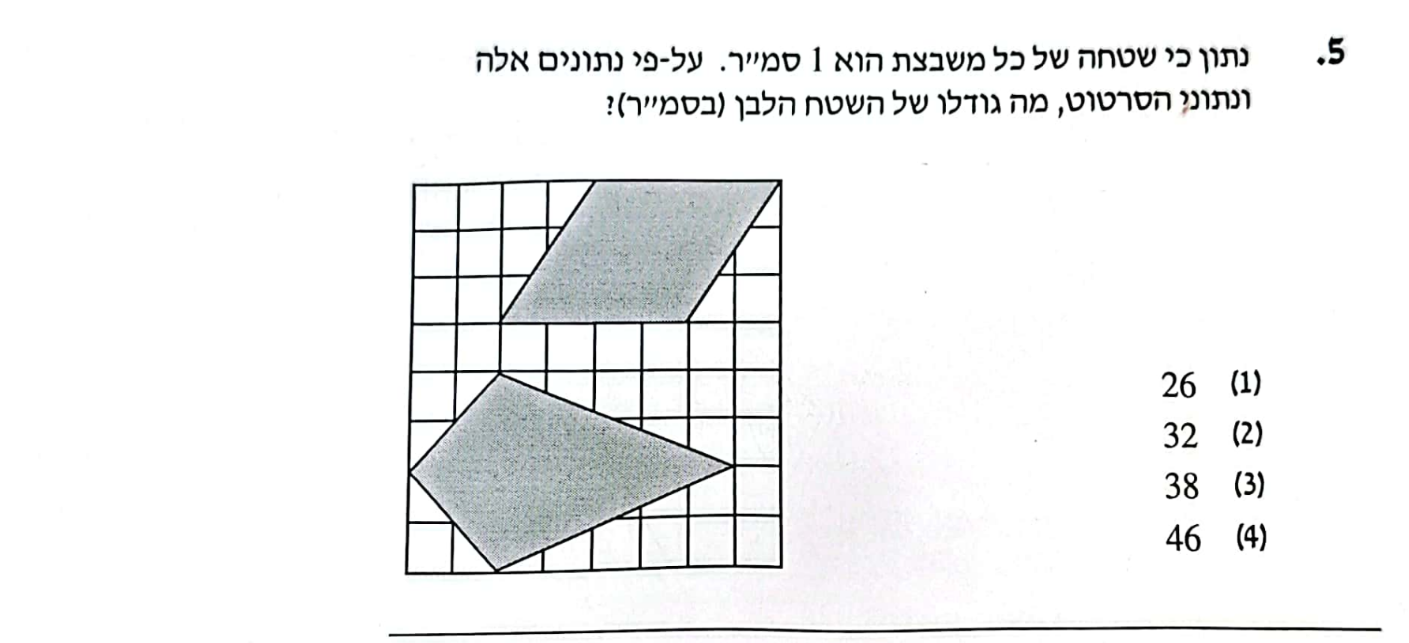 .5 נתון כי שטחה של כל משבצת הוא 1 סמ״ר. על-פי נתונים אלה
ונתוני הסרטוט, מה גודלו של השטח הלבן (בסמ״ר)?
(1) 26
(2) 32
(3) 38
(4) 46